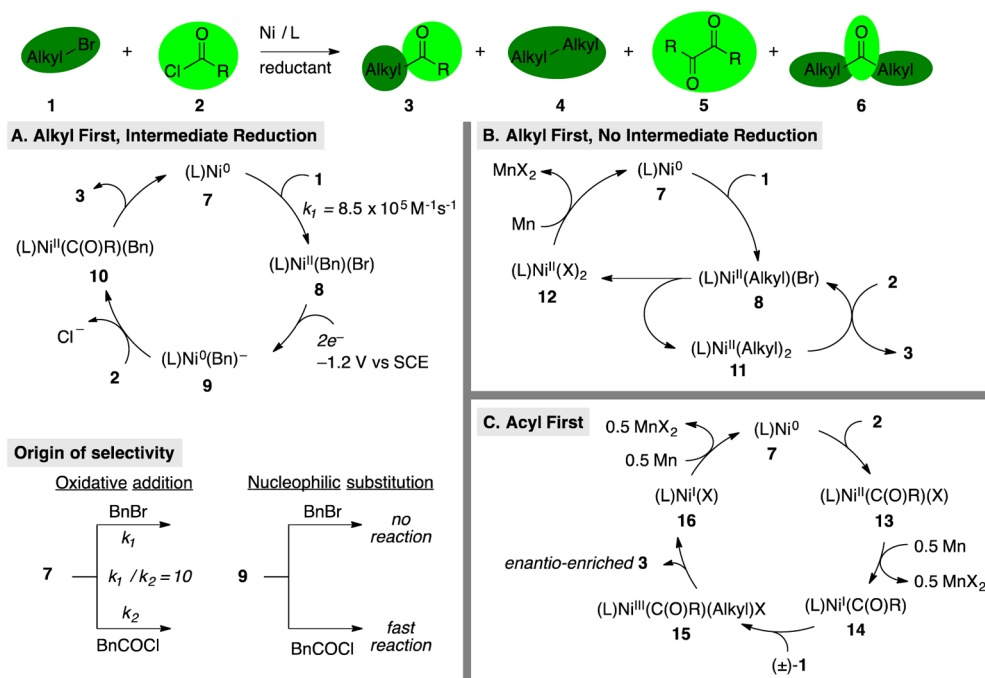 Alkyl Br + O Cl R Ni / L reductant Alkyl O R + Alkyl Alkyl + R O O R + Alkyl O Alkyl
1 2 3 4 5 6
A. Alkyl First, Intermediate Reduction
(L)Ni⁰
7
1
k₁ = 8.5 x 10⁵ M⁻¹s⁻¹
(L)Niᴵᴵ(Bn)(Br)
8
2e⁻
–1.2 V vs SCE
(L)Ni⁰(Bn)⁻
9
2
Cl⁻
(L)Niᴵᴵ(C(O)R)(Bn)
10
3
Origin of selectivity
Oxidative addition
BnBr
k₁
7
k₁ / k₂ = 10
k₂
BnCOCl
Nucleophilic substitution
BnBr
no
reaction
9
fast
reaction
BnCOCl
B. Alkyl First, No Intermediate Reduction
(L)Ni⁰
7
1
(L)Niᴵᴵ(Alkyl)(Br)
8
2
3
(L)Niᴵᴵ(Alkyl)₂
11
(L)Niᴵᴵ(X)₂
12
Mn
MnX₂
C. Acyl First
(L)Ni⁰
7
2
(L)Niᴵᴵ(C(O)R)(X)
13
0.5 Mn
0.5 MnX₂
(L)Niᴵ(C(O)R)
14
(±)-1
(L)Niᴵᴵᴵ(C(O)R)(Alkyl)X
15
enantio-enriched 3
(L)Niᴵ(X)
16
0.5 Mn
0.5 MnX₂